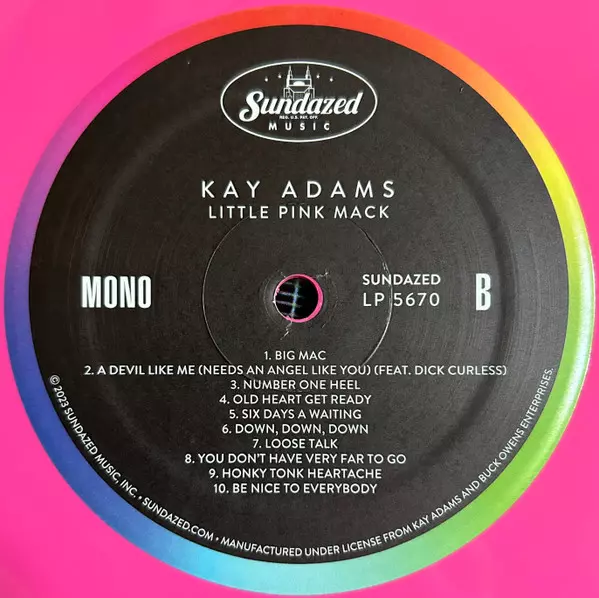 Sundazed
REG. U.S. PAT. OFF.
MUSIC
KAY ADAMS
LITTLE PINK MACK
MONO
SUNDAZED
LP 5670
B
1. BIG MAC
2. A DEVIL LIKE ME (NEEDS AN ANGEL LIKE YOU) (FEAT. DICK CURLESS)
3. NUMBER ONE HEEL
4. OLD HEART GET READY
5. SIX DAYS A WAITING
6. DOWN, DOWN, DOWN
7. LOOSE TALK
8. YOU DON'T HAVE VERY FAR TO GO
9. HONKY TONK HEARTACHE
10. BE NICE TO EVERYBODY
© 2023 SUNDAZED MUSIC, INC. • SUNDAZED.COM • MANUFACTURED UNDER LICENSE FROM KAY ADAMS AND BUCK OWENS ENTERPRISES.